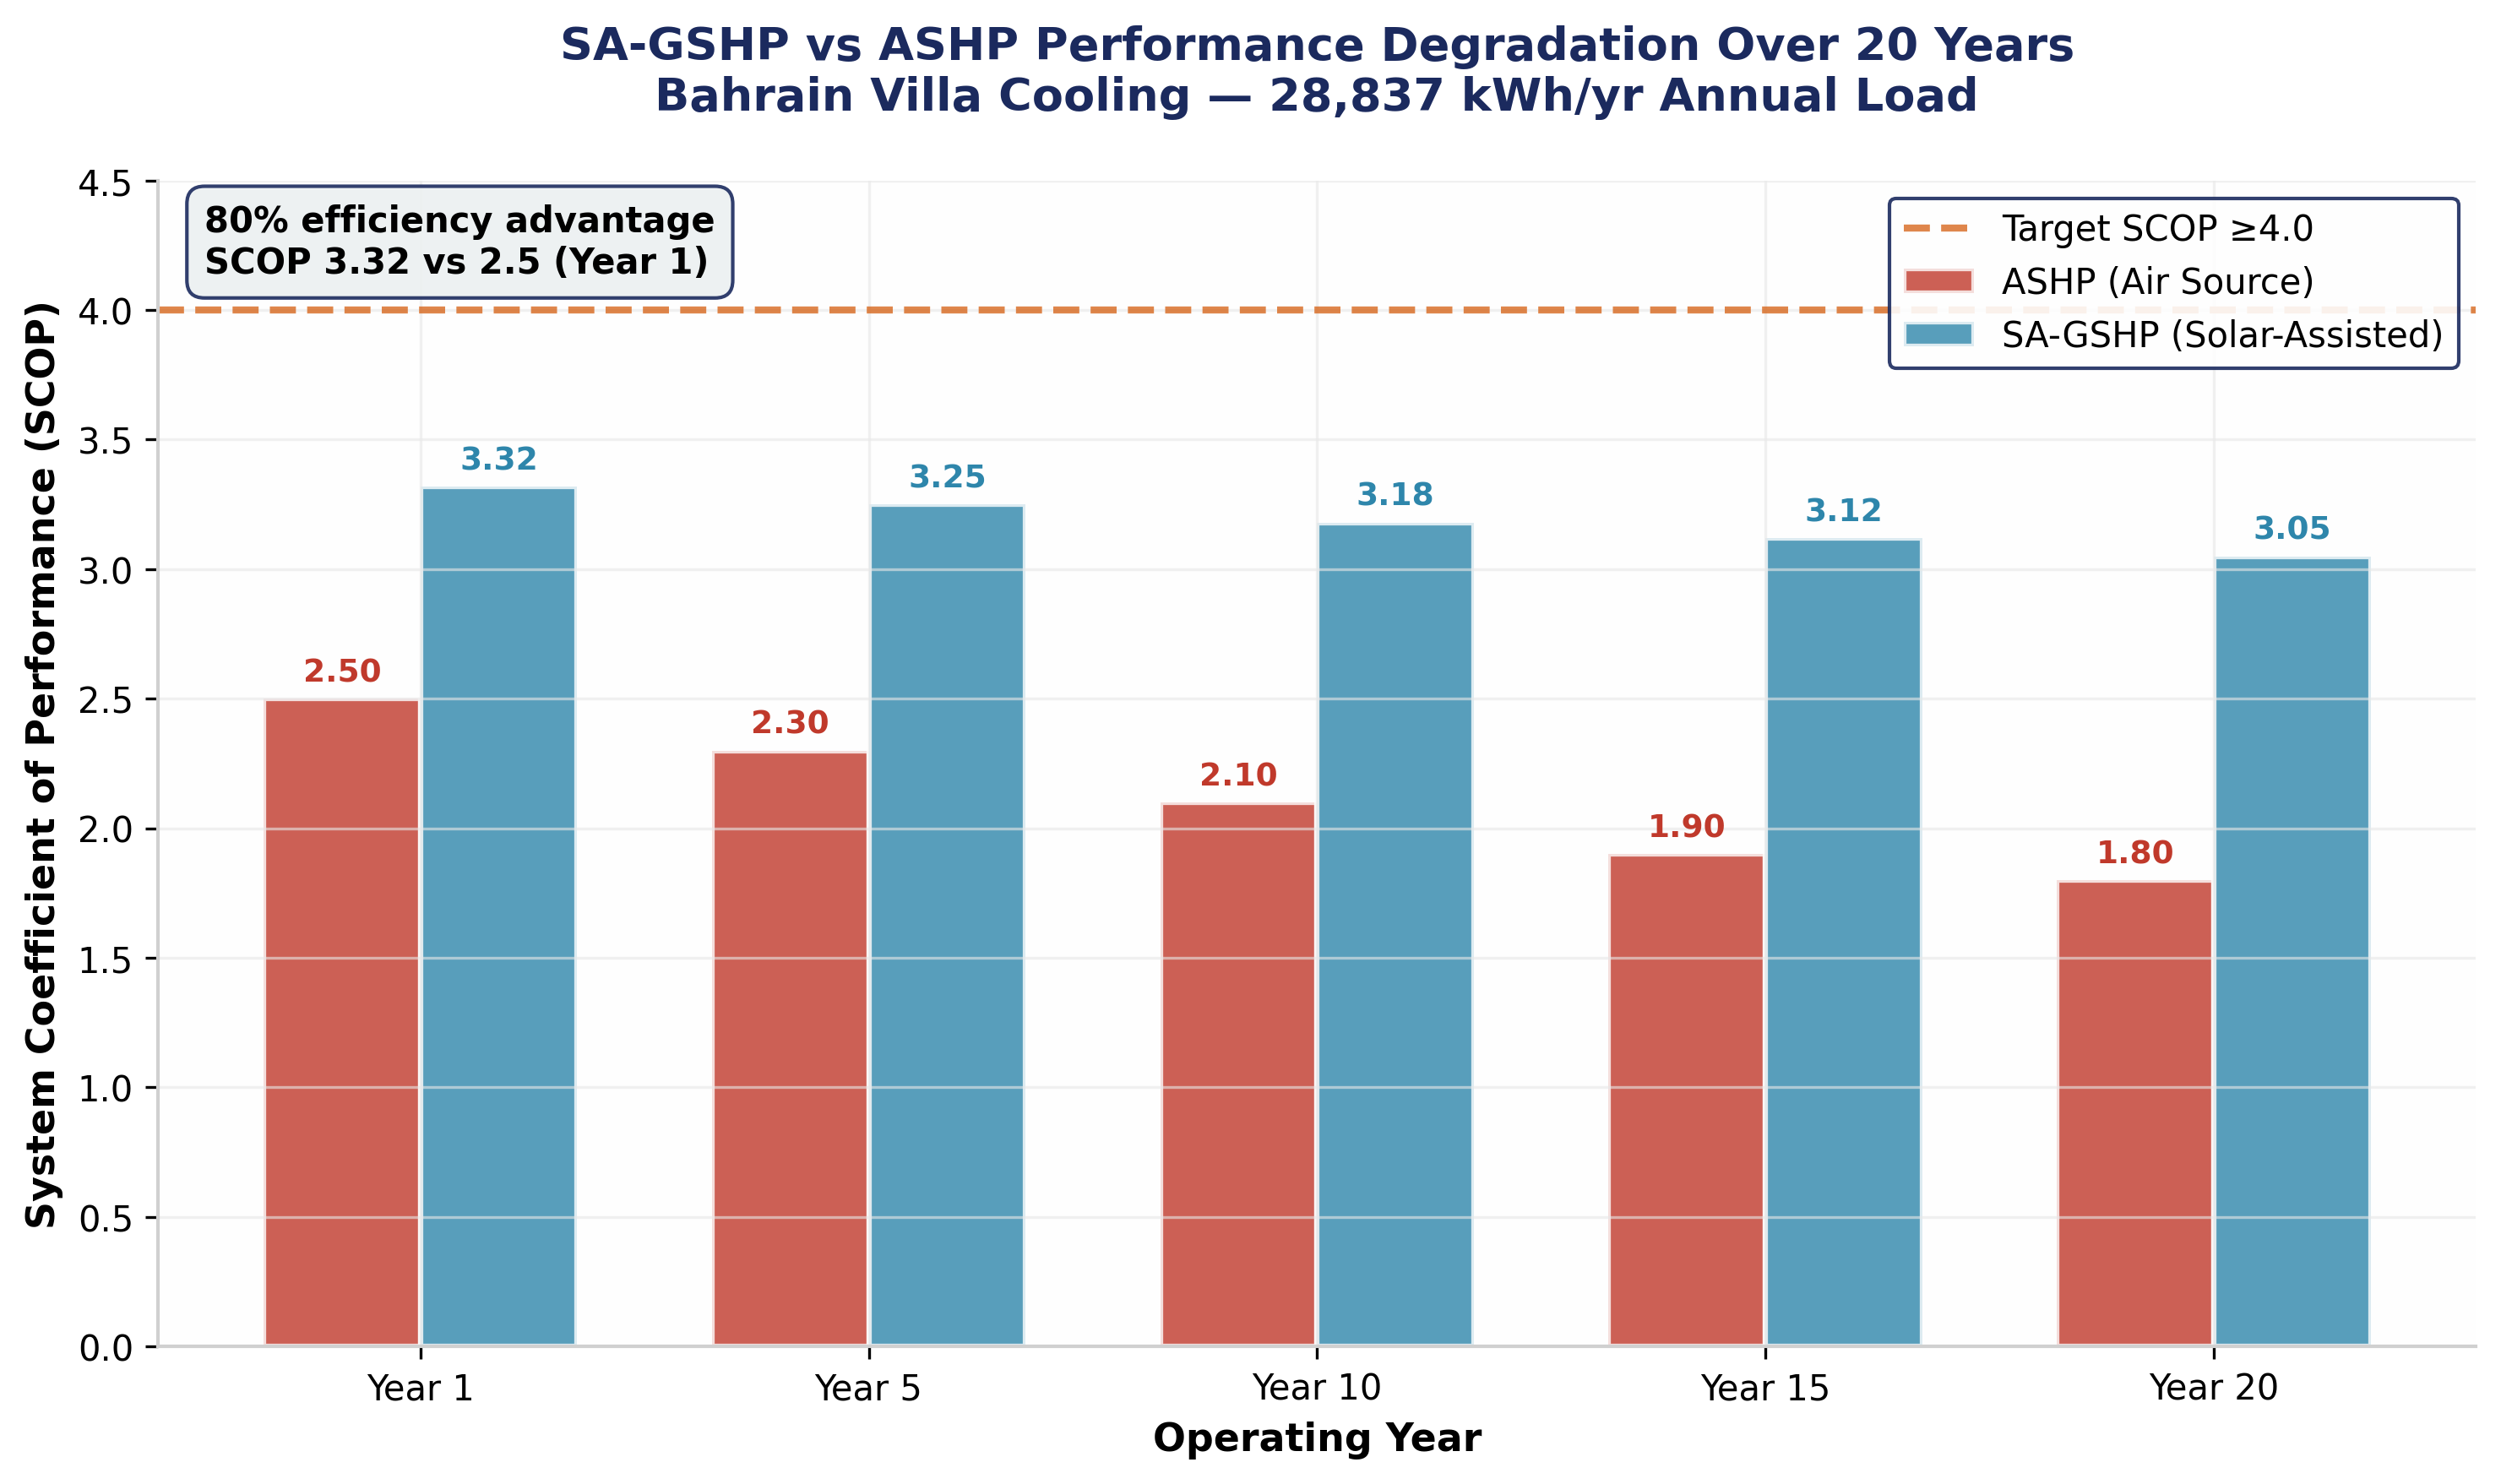 SA-GSHP vs ASHP Performance Degradation Over 20 Years
Bahrain Villa Cooling — 28,837 kWh/yr Annual Load
80% efficiency advantage
SCOP 3.32 vs 2.5 (Year 1)
Target SCOP ≥4.0
ASHP (Air Source)
SA-GSHP (Solar-Assisted)
System Coefficient of Performance (SCOP)
4.5
4.0
3.5
3.0
2.5
2.0
1.5
1.0
0.5
0.0
2.50
3.32
2.30
3.25
2.10
3.18
1.90
3.12
1.80
3.05
Year 1
Year 5
Year 10
Year 15
Year 20
Operating Year